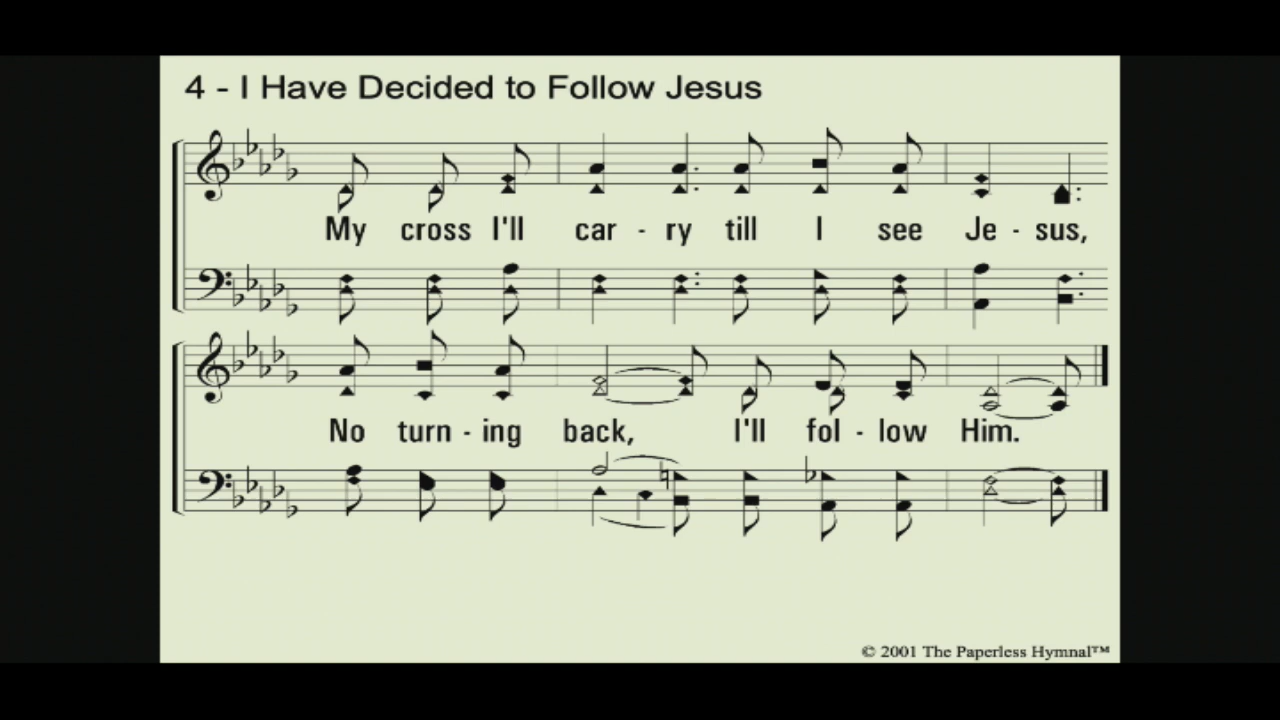 4 - I Have Decided to Follow Jesus
My cross I'll car - ry till I see Je - sus,
No turn - ing back, I'll fol - low Him.
© 2001 The Paperless Hymnal™